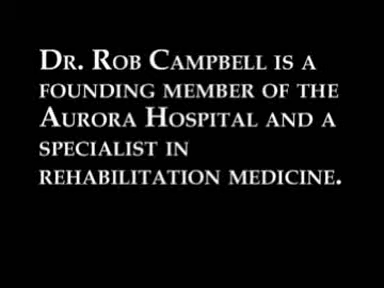 Dr. Rob Campbell is a
founding member of the
Aurora Hospital and a
specialist in
rehabilitation medicine.